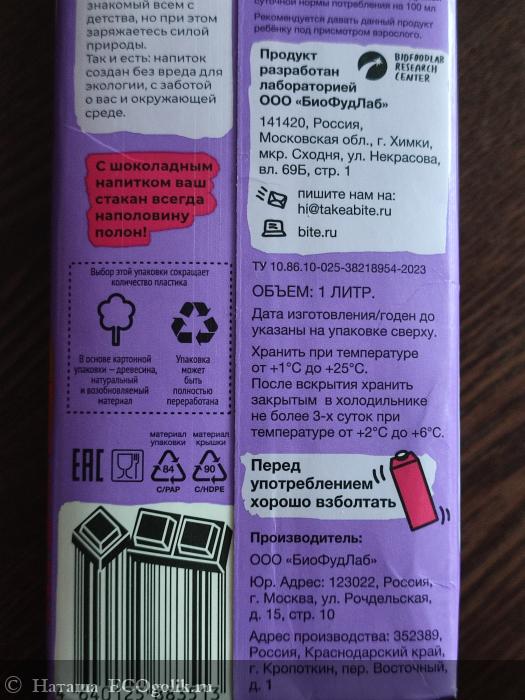 знакомый всем с
детства, но при этом
заряжаетесь силой
природы.
Так и есть: напиток
создан без вреда для
экологии, с заботой
о вас и окружающей
среде.
С шоколадным
напитком ваш
стакан всегда
наполовину
полон!
Выбор этой упаковки сокращает
количество пластика
В основе картонной
упаковки – древесина,
натуральный
и возобновляемый
материал
Упаковка
может
быть
полностью
переработана
материал
упаковки
84
C/PAP
материал
крышки
90
C/HDPE
EAC
суточной нормы потребления на 100 мл
Рекомендуется давать данный продукт
ребёнку под присмотром взрослого.
Продукт
разработан
лабораторией
ООО «БиоФудЛаб»
BIOFOODLAB
RESEARCH
CENTER
141420, Россия,
Московская обл., г. Химки,
мкр. Сходня, ул. Некрасова,
вл. 69Б, стр. 1
пишите нам на:
hi@takeabite.ru
bite.ru
ТУ 10.86.10-025-38218954-2023
ОБЪЕМ: 1 ЛИТР.
Дата изготовления/годен до
указаны на упаковке сверху.
Хранить при температуре
от +1°С до +25°С.
После вскрытия хранить
закрытым в холодильнике
не более 3-х суток при
температуре от +2°С до +6°С.
Перед
употреблением
хорошо взболтать
Производитель:
ООО «БиоФудЛаб»
Юр. Адрес: 123022, Россия,
г. Москва, ул. Рочдельская,
д. 15, стр. 10
Адрес производства: 352389,
Россия, Краснодарский край,
г. Кропоткин, пер. Восточный,
д. 1
© Наташа ECOgolik.ru